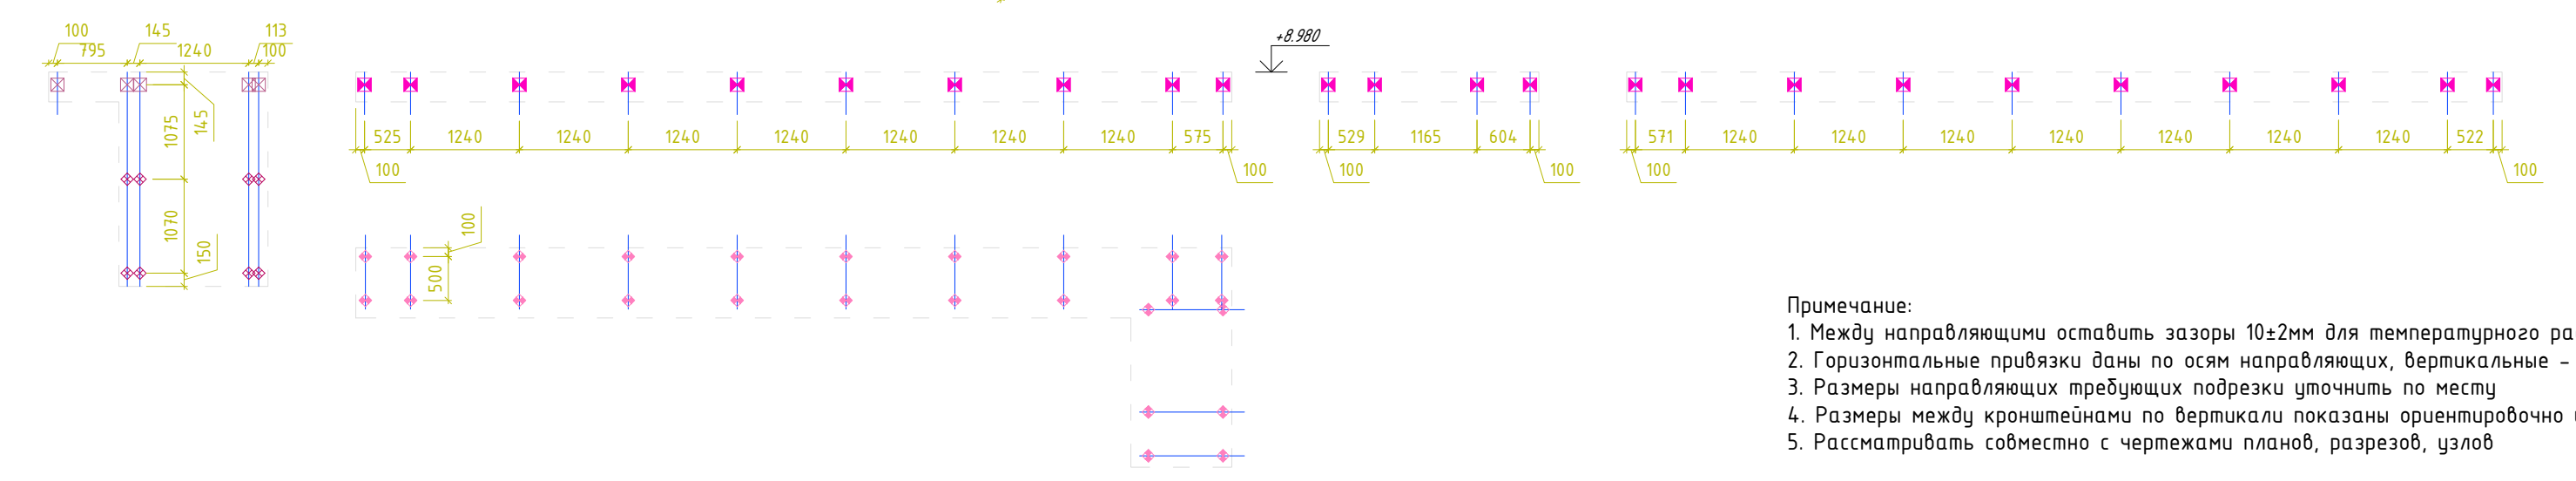 100 145 113
795 1240 100
1075
145
1070
150
+8.980
525 1240 1240 1240 1240 1240 1240 1240 575
100 100
529 1165 604
100 100
571 1240 1240 1240 1240 1240 1240 1240 522
100 100
100
500
Примечание:
1. Между направляющими оставить зазоры 10±2мм для температурного ра
2. Горизонтальные привязки даны по осям направляющих, вертикальные -
3. Размеры направляющих требующих подрезки уточнить по месту
4. Размеры между кронштейнами по вертикали показаны ориентировочно
5. Рассматривать совместно с чертежами планов, разрезов, узлов